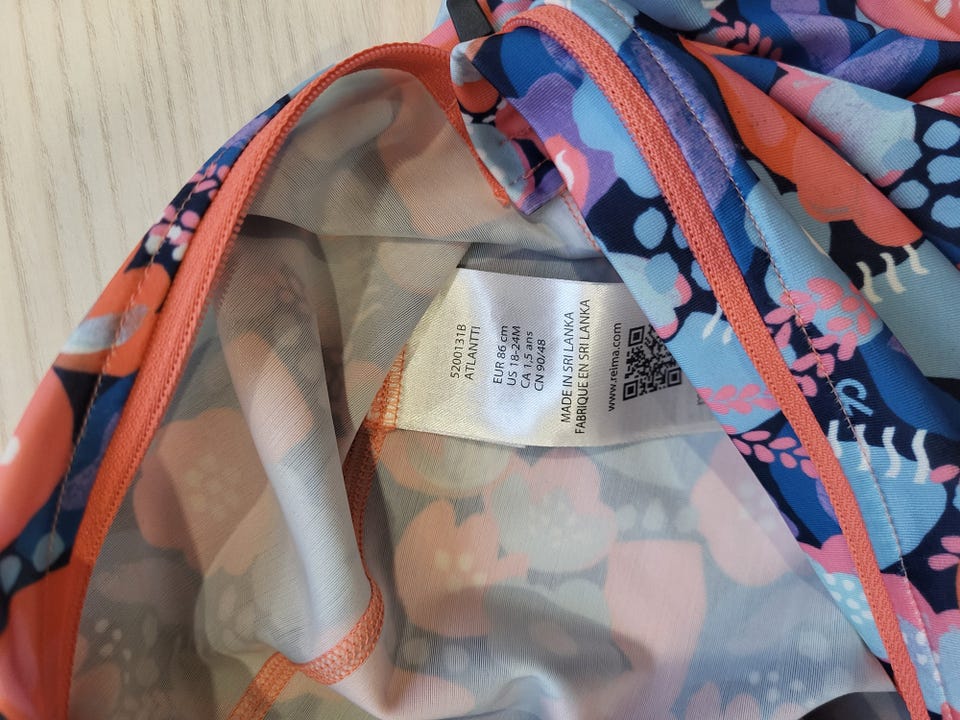 5200131B
ATLANTTI
EUR 86 cm
US 18-24M
CA 1,5 ans
CN 90/48
MADE IN SRI LANKA
FABRIQUE EN SRI LANKA
www.reima.com